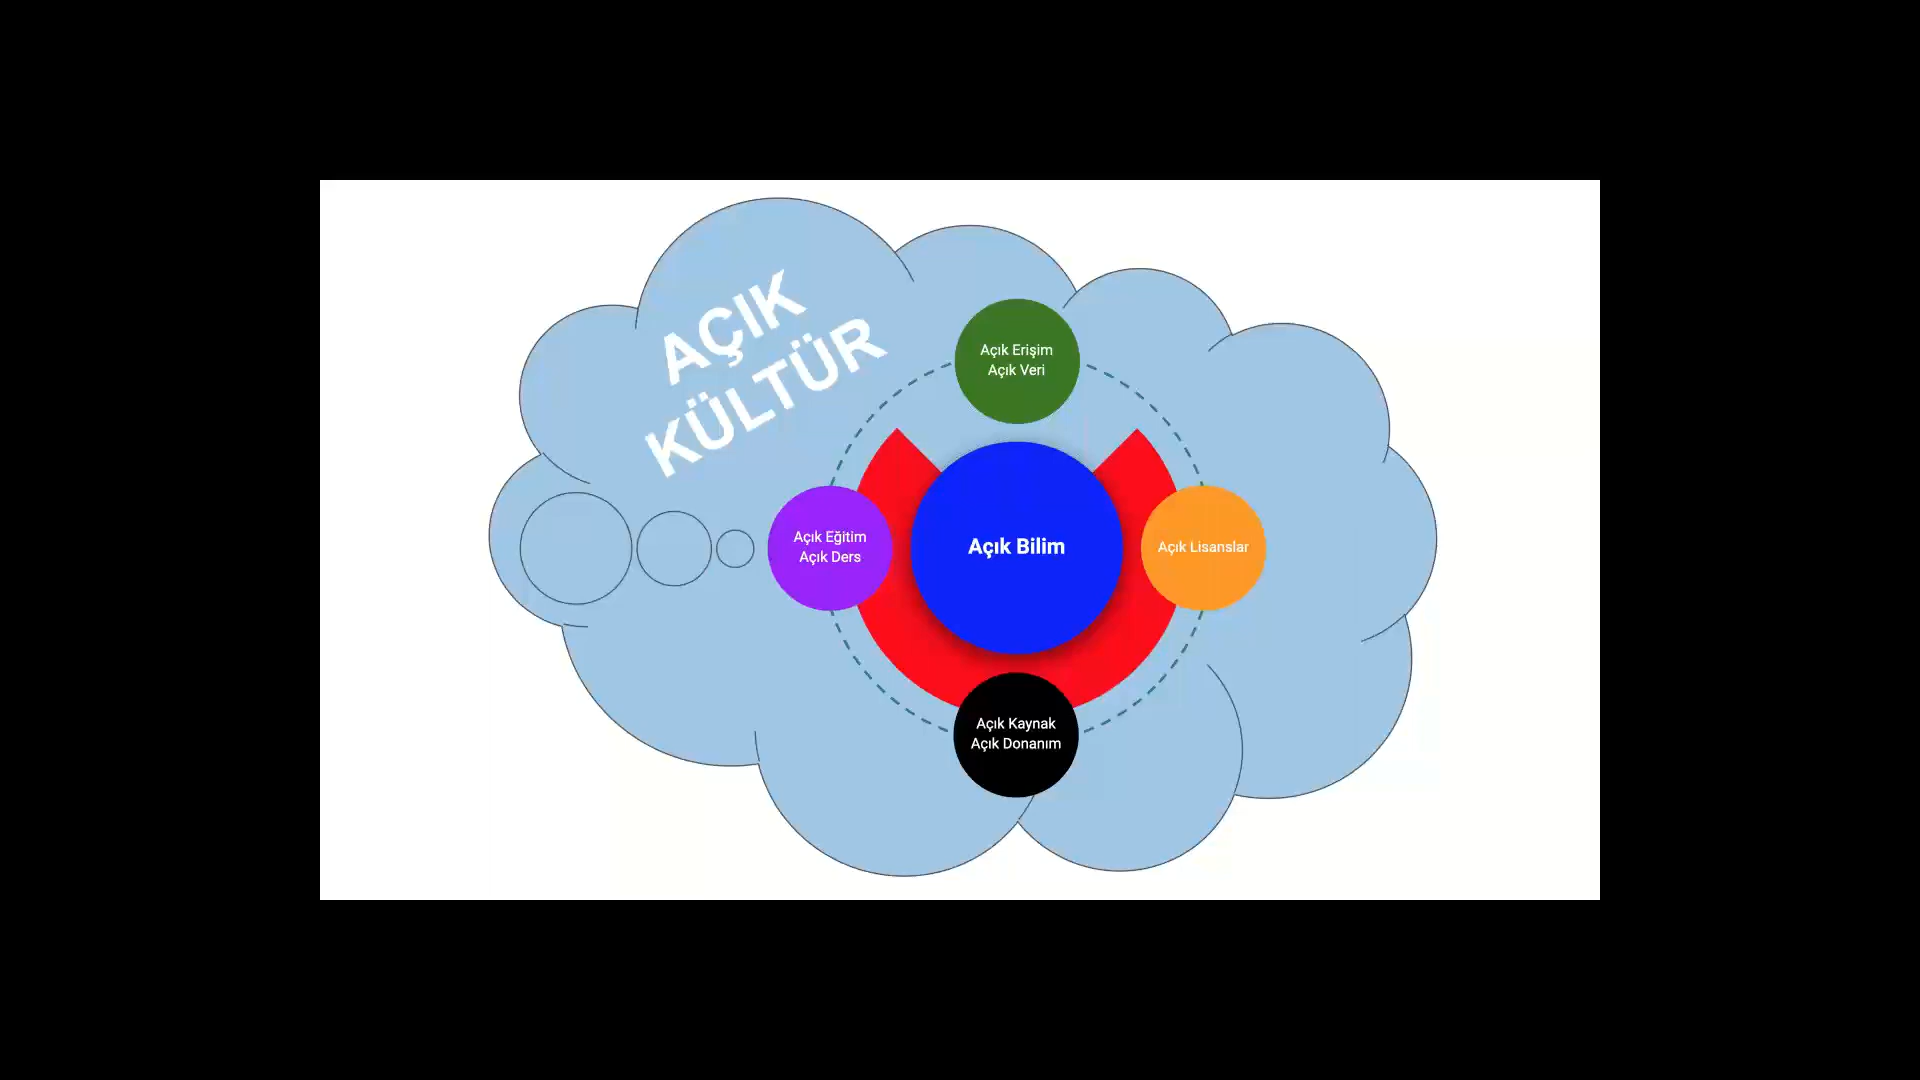 AÇIK
KÜLTÜR
Açık Erişim
Açık Veri
Açık Eğitim
Açık Ders
Açık Bilim
Açık Lisanslar
Açık Kaynak
Açık Donanım